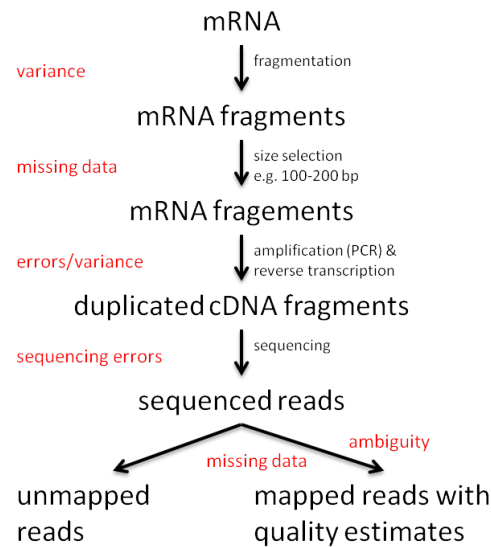 mRNA
fragmentation
variance
mRNA fragments
missing data
size selection
e.g. 100-200 bp
mRNA fragements
errors/variance
amplification (PCR) &
reverse transcription
duplicated cDNA fragments
sequencing errors
sequencing
sequenced reads
ambiguity
missing data
unmapped
reads
mapped reads with
quality estimates